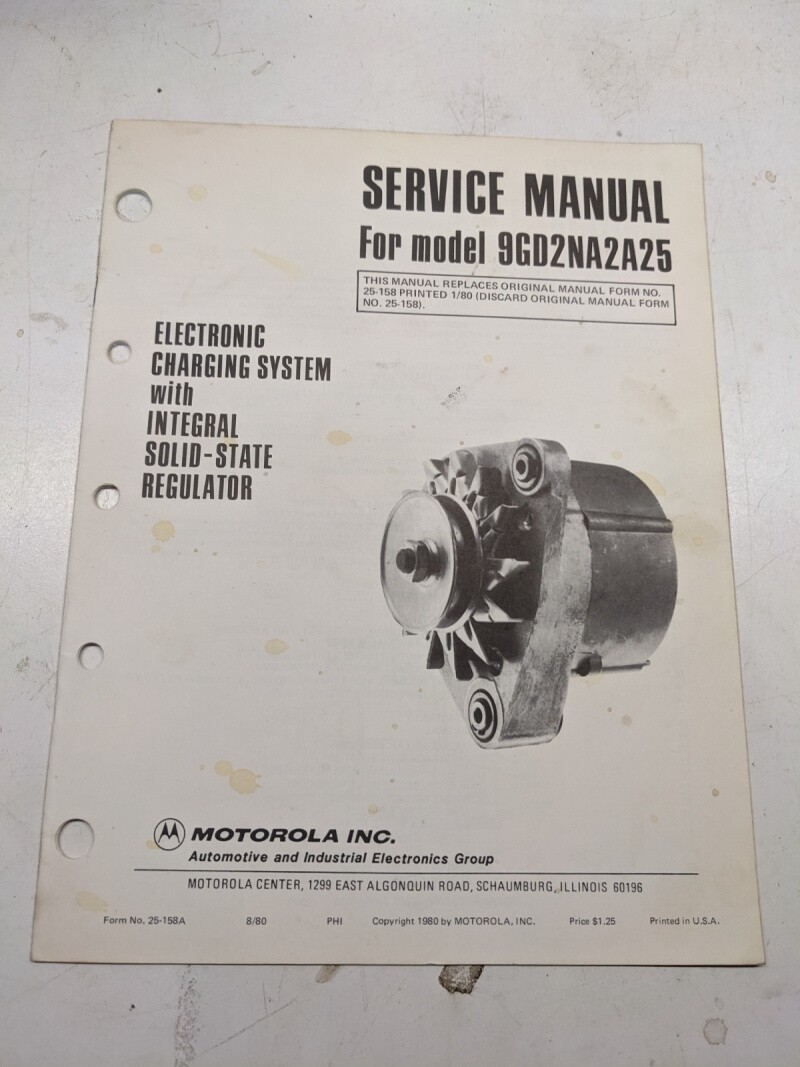 SERVICE MANUAL
For model 9GD2NA2A25
THIS MANUAL REPLACES ORIGINAL MANUAL FORM NO.
25-158 PRINTED 1/80 (DISCARD ORIGINAL MANUAL FORM
NO. 25-158).
ELECTRONIC
CHARGING SYSTEM
with
INTEGRAL
SOLID-STATE
REGULATOR
MOTOROLA INC.
Automotive and Industrial Electronics Group
MOTOROLA CENTER, 1299 EAST ALGONQUIN ROAD, SCHAUMBURG, ILLINOIS 60196
Form No. 25-158A 8/80 PHI Copyright 1980 by MOTOROLA, INC. Price $1.25 Printed in U.S.A.